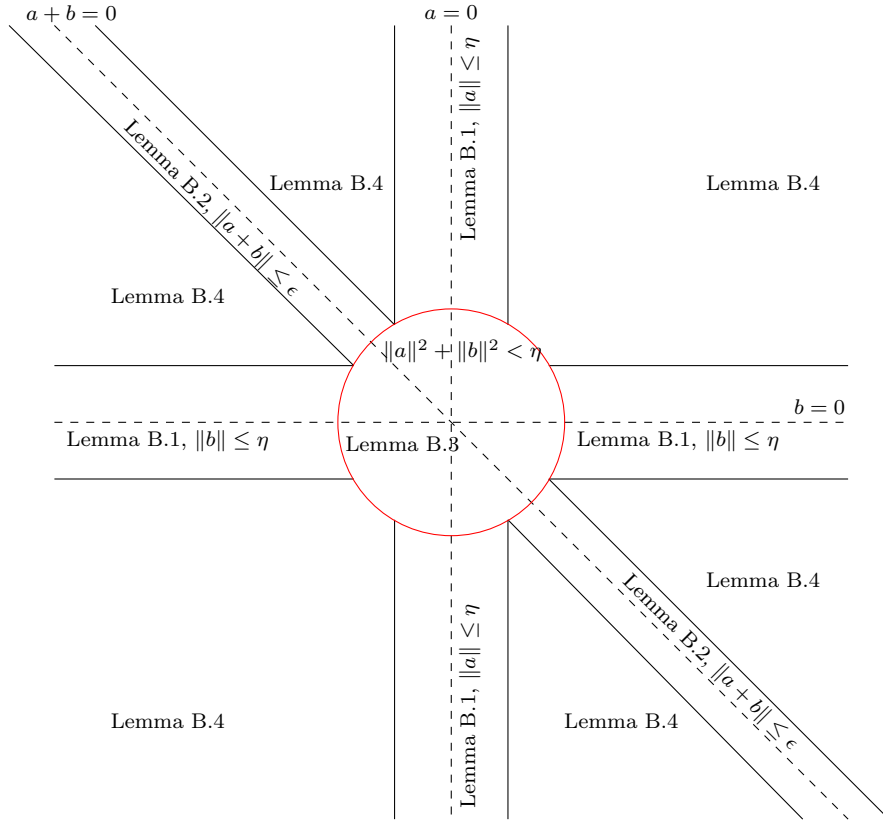 a + b = 0
a = 0
Lemma B.1, ‖a‖ ≤ η
Lemma B.2, ‖a + b‖ ≤ ϵ
Lemma B.4
Lemma B.4
Lemma B.4
‖a‖² + ‖b‖² < η
b = 0
Lemma B.1, ‖b‖ ≤ η
Lemma B.3
Lemma B.1, ‖b‖ ≤ η
Lemma B.4
Lemma B.2, ‖a + b‖ ≤ ϵ
Lemma B.1, ‖a‖ ≤ η
Lemma B.4
Lemma B.4